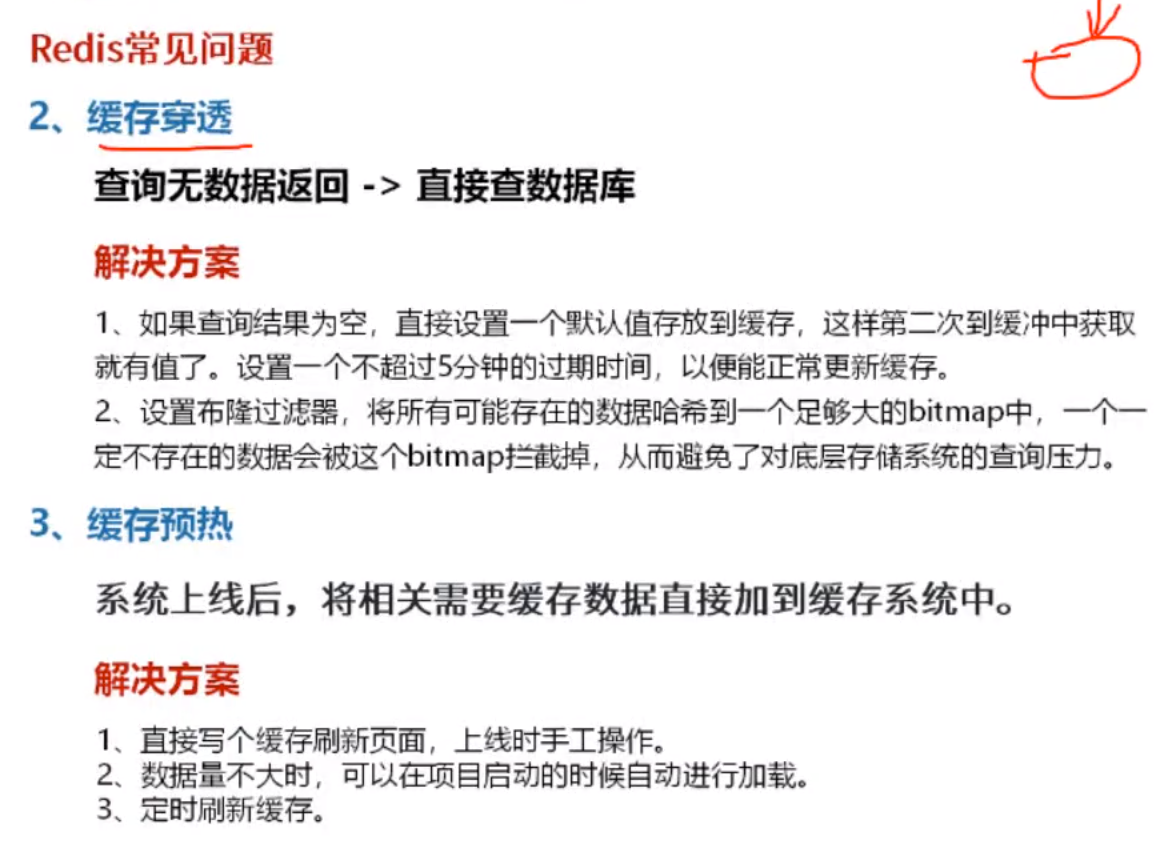 Redis常见问题
2、缓存穿透
查询无数据返回 -> 直接查数据库
解决方案
1、如果查询结果为空，直接设置一个默认值存放到缓存，这样第二次到缓冲中获取
就有值了。设置一个不超过5分钟的过期时间，以便能正常更新缓存。
2、设置布隆过滤器，将所有可能存在的数据哈希到一个足够大的bitmap中，一个一
定不存在的数据会被这个bitmap拦截掉，从而避免了对底层存储系统的查询压力。
3、缓存预热
系统上线后，将相关需要缓存数据直接加到缓存系统中。
解决方案
1、直接写个缓存刷新页面，上线时手工操作。
2、数据量不大时，可以在项目启动的时候自动进行加载。
3、定时刷新缓存。